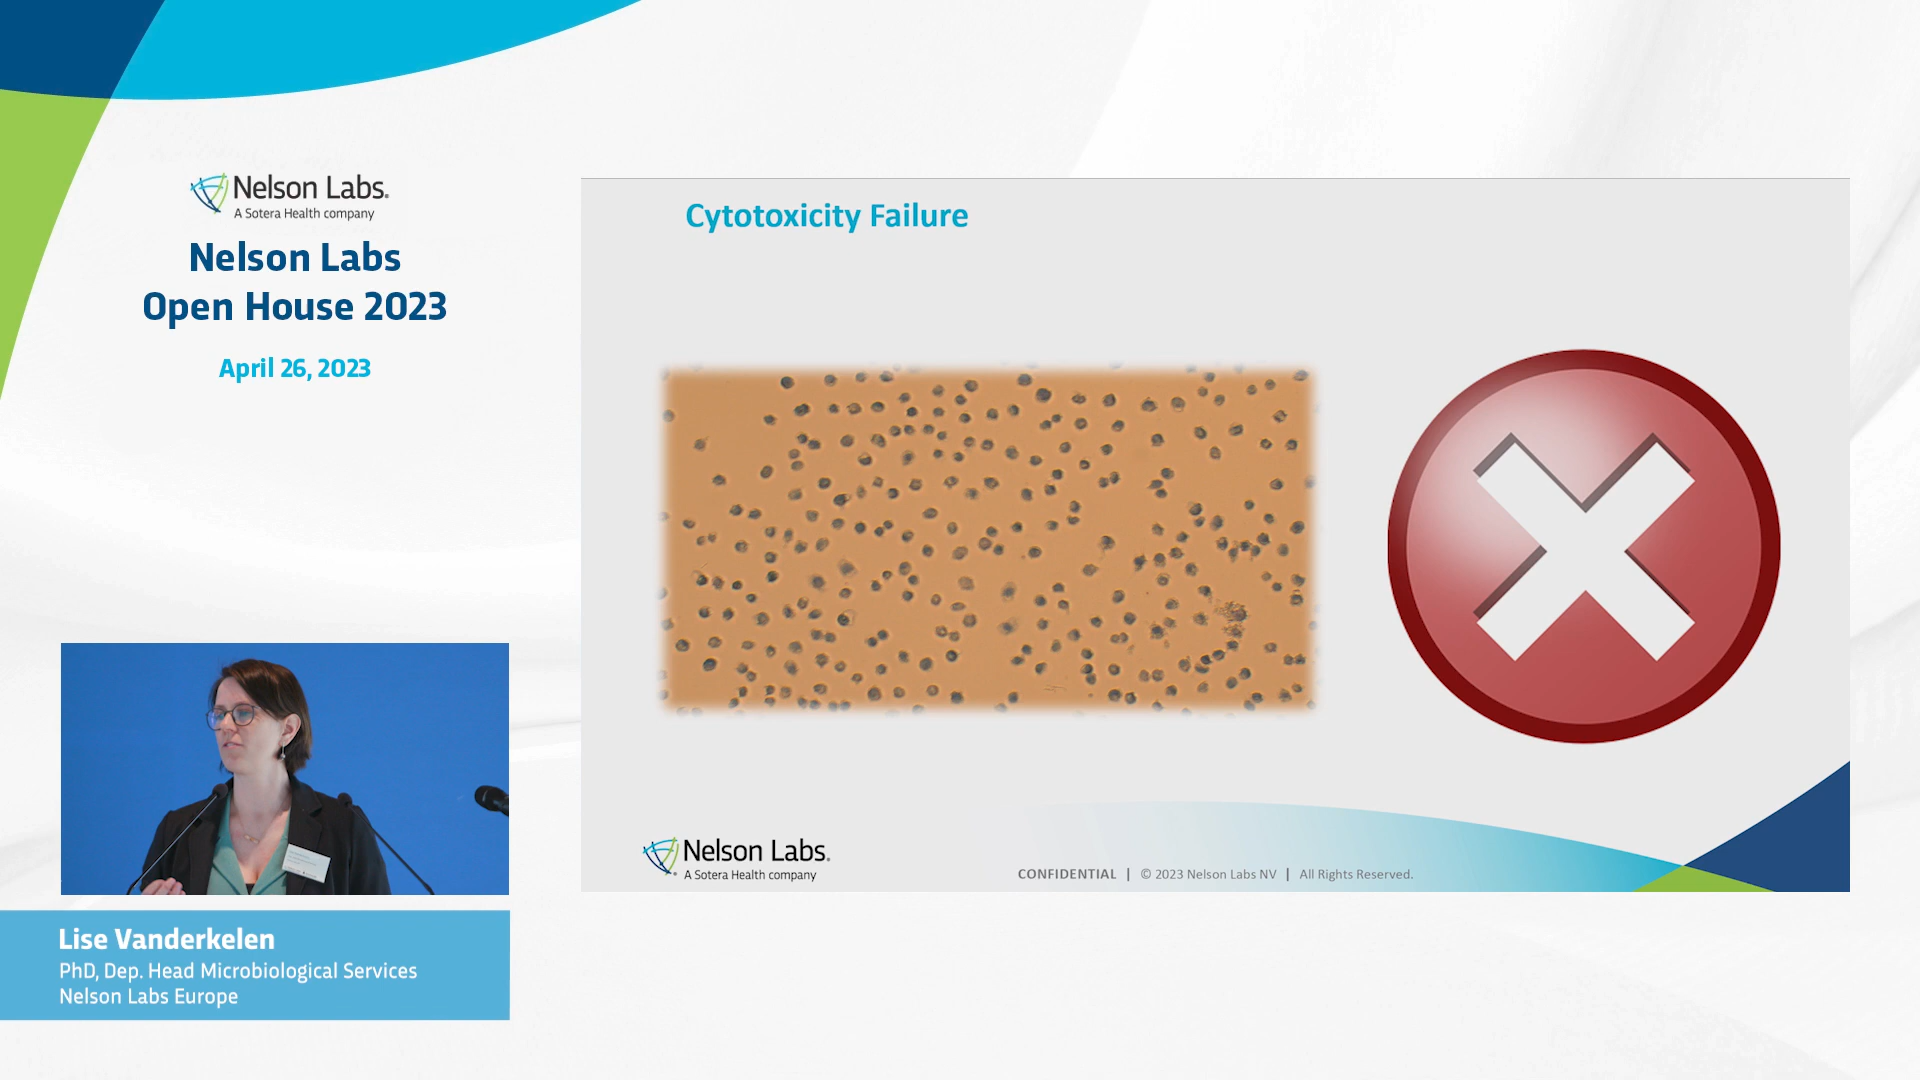 Nelson Labs.
A Sotera Health company
Nelson Labs
Open House 2023
April 26, 2023
Cytotoxicity Failure
Nelson Labs.
A Sotera Health company
CONFIDENTIAL | © 2023 Nelson Labs NV | All Rights Reserved.
Lise Vanderkelen
PhD, Dep. Head Microbiological Services
Nelson Labs Europe